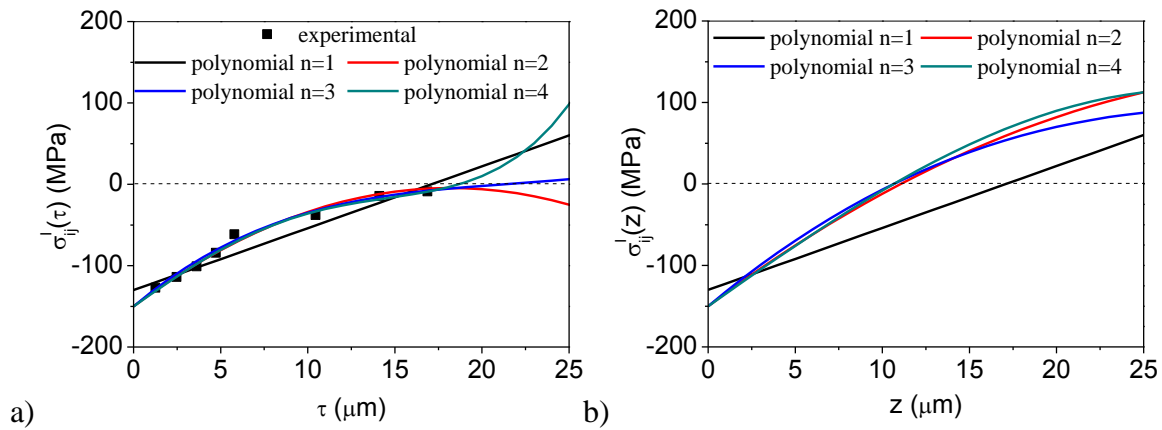 200
experimental
polynomial n=1 polynomial n=2
polynomial n=3 polynomial n=4
100
0
-100
-200
0 5 10 15 20 25
σᴵᵢⱼ(τ) (MPa)
τ (μm)
a)
200
polynomial n=1 polynomial n=2
polynomial n=3 polynomial n=4
100
0
-100
-200
0 5 10 15 20 25
σᴵᵢⱼ(z) (MPa)
z (μm)
b)